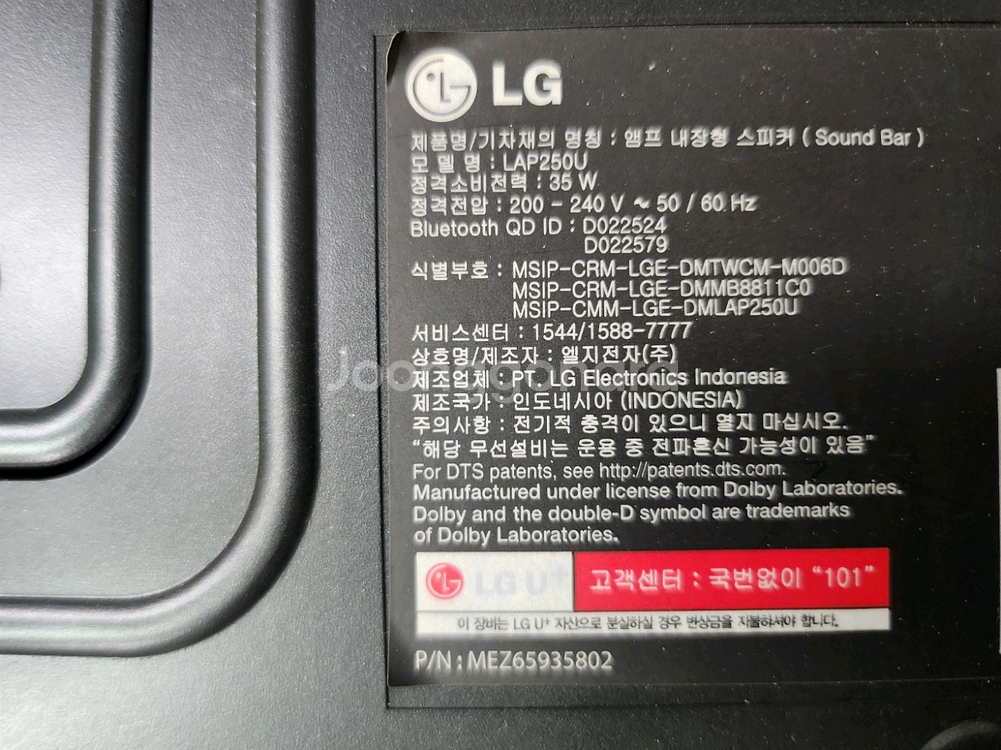 LG
제품명/기자재의 명칭 : 앰프 내장형 스피커 ( Sound Bar )
모 델 명 : LAP250U
정격소비전력 : 35 W
정격전압 : 200 - 240 V ~ 50 / 60 Hz
Bluetooth QD ID : D022524
D022579
식별부호 : MSIP-CRM-LGE-DMTWCM-M006D
MSIP-CRM-LGE-DMMB8811C0
MSIP-CMM-LGE-DMLAP250U
서비스센터 : 1544/1588-7777
상호명/제조자 : 엘지전자(주)
제조업체 : PT. LG Electronics Indonesia
제조국가 : 인도네시아 (INDONESIA)
주의사항 : 전기적 충격이 있으니 열지 마십시오.
"해당 무선설비는 운용 중 전파혼신 가능성이 있음"
For DTS patents, see http://patents.dts.com.
Manufactured under license from Dolby Laboratories.
Dolby and the double-D symbol are trademarks
of Dolby Laboratories.
LG U+ 고객센터 : 국번없이 "101"
이 장비는 LG U+ 자산으로 분실하실 경우 변상금을 지불하셔야 합니다.
P/N : MEZ65935802